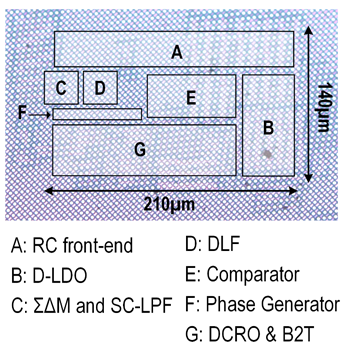 A
C D
E
F
B
G
140µm
210µm
A: RC front-end
B: D-LDO
C: ΣΔM and SC-LPF
D: DLF
E: Comparator
F: Phase Generator
G: DCRO & B2T